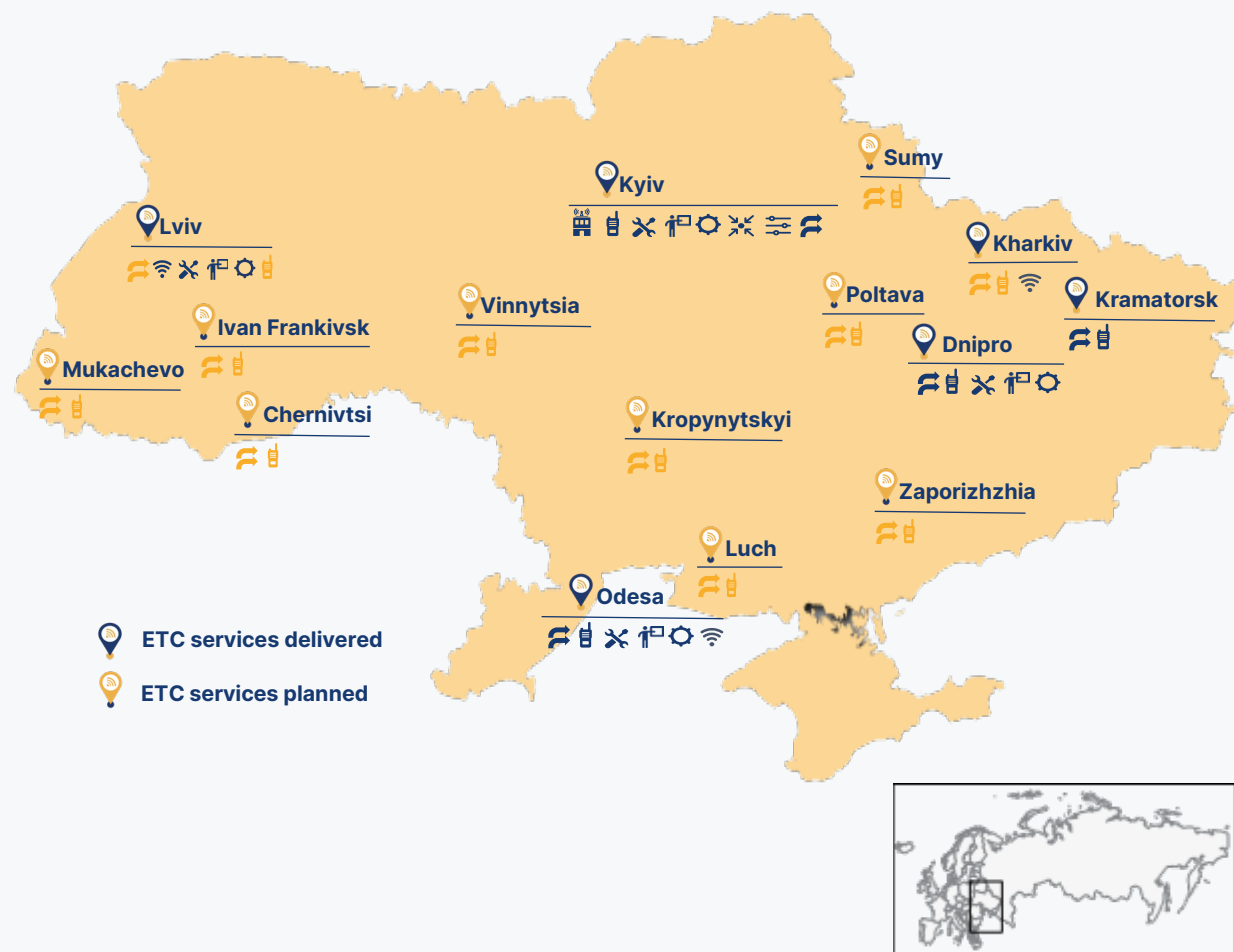 Sumy
Kyiv
Lviv
Kharkiv
Vinnytsia
Poltava
Kramatorsk
Ivan Frankivsk
Dnipro
Mukachevo
Chernivtsi
Kropynytskyi
Zaporizhzhia
Luch
Odesa
ETC services delivered
ETC services planned